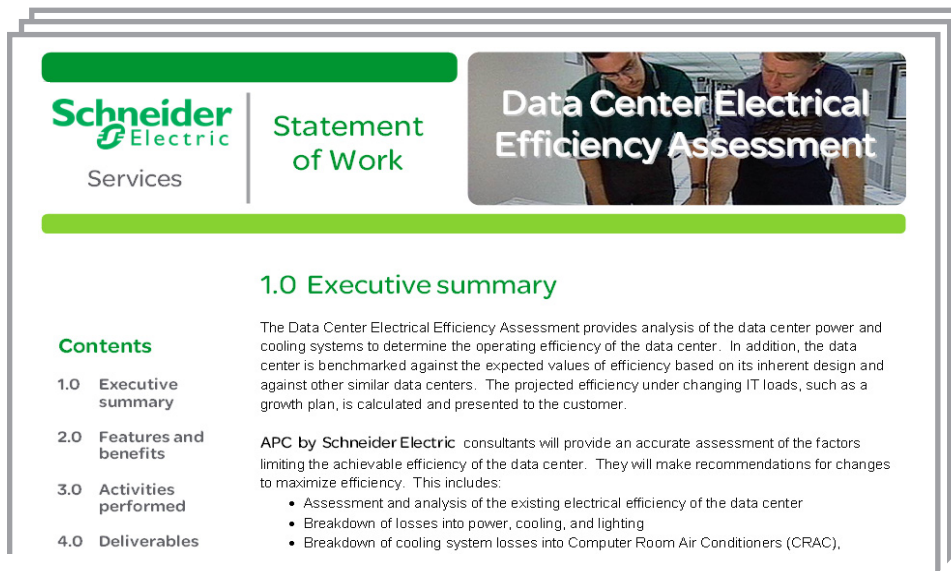 Schneider
Electric
Services
Statement
of Work
Data Center Electrical
Efficiency Assessment
1.0 Executive summary
The Data Center Electrical Efficiency Assessment provides analysis of the data center power and
cooling systems to determine the operating efficiency of the data center. In addition, the data
center is benchmarked against the expected values of efficiency based on its inherent design and
against other similar data centers. The projected efficiency under changing IT loads, such as a
growth plan, is calculated and presented to the customer.
APC by Schneider Electric consultants will provide an accurate assessment of the factors
limiting the achievable efficiency of the data center. They will make recommendations for changes
to maximize efficiency. This includes:
• Assessment and analysis of the existing electrical efficiency of the data center
• Breakdown of losses into power, cooling, and lighting
• Breakdown of cooling system losses into Computer Room Air Conditioners (CRAC),
Contents
1.0 Executive
summary
2.0 Features and
benefits
3.0 Activities
performed
4.0 Deliverables